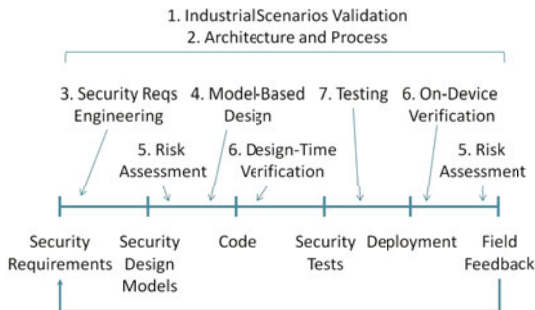 1. IndustrialScenarios Validation
2. Architecture and Process
3. Security Reqs
Engineering
4. Model-Based
Design
7. Testing
6. On-Device
Verification
5. Risk
Assessment
6. Design-Time
Verification
5. Risk
Assessment
Security
Requirements
Security
Design
Models
Code
Security
Tests
Deployment
Field
Feedback